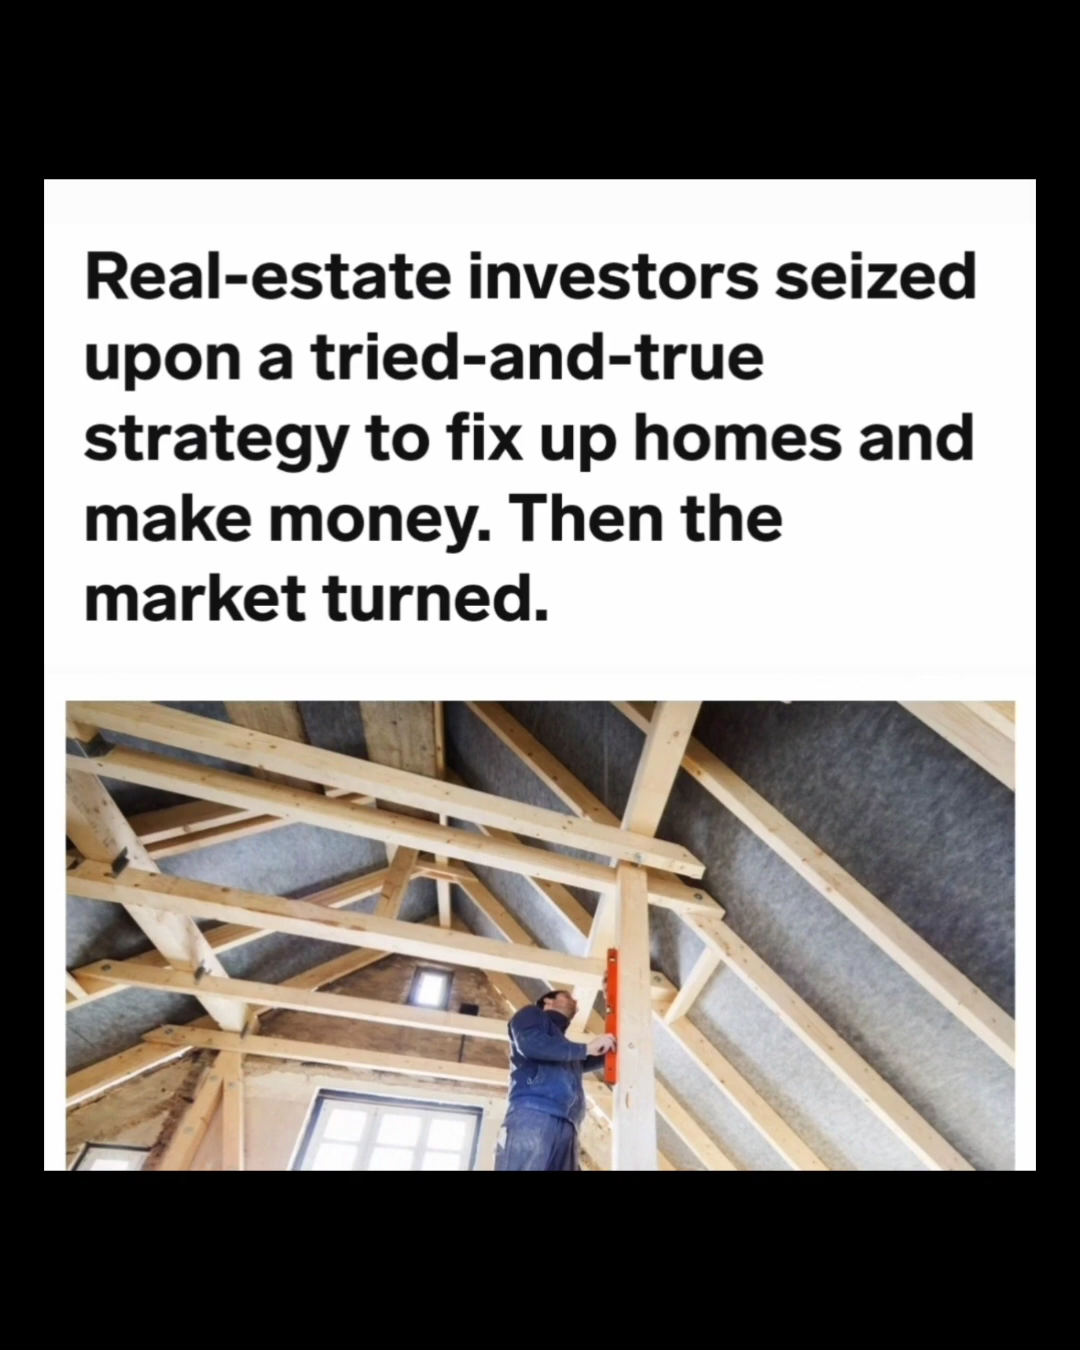 Real-estate investors seized
upon a tried-and-true
strategy to fix up homes and
make money. Then the
market turned.